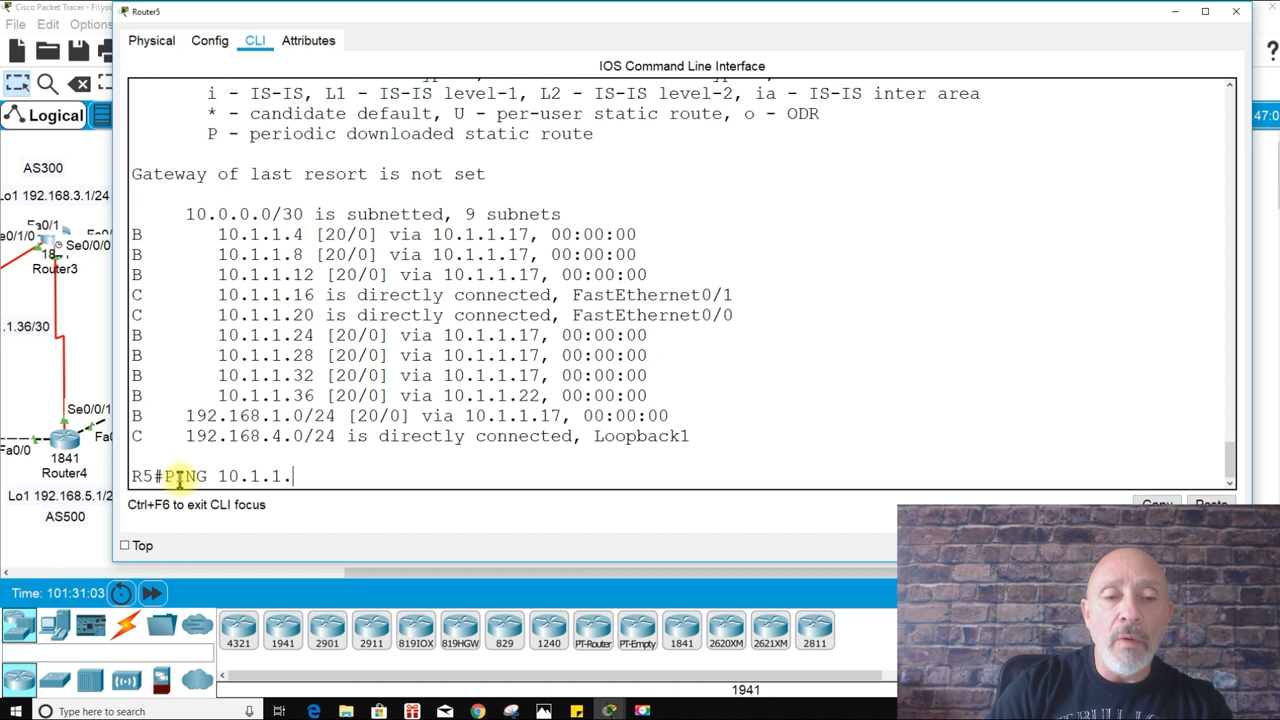 Cisco Packet Tracer - F:\you
Router5
File Edit Options
Physical Config CLI Attributes
IOS Command Line Interface
i - IS-IS, L1 - IS-IS level-1, L2 - IS-IS level-2, ia - IS-IS inter area
* - candidate default, U - per-user static route, o - ODR
P - periodic downloaded static route
Gateway of last resort is not set
10.0.0.0/30 is subnetted, 9 subnets
B 10.1.1.4 [20/0] via 10.1.1.17, 00:00:00
B 10.1.1.8 [20/0] via 10.1.1.17, 00:00:00
B 10.1.1.12 [20/0] via 10.1.1.17, 00:00:00
C 10.1.1.16 is directly connected, FastEthernet0/1
C 10.1.1.20 is directly connected, FastEthernet0/0
B 10.1.1.24 [20/0] via 10.1.1.17, 00:00:00
B 10.1.1.28 [20/0] via 10.1.1.17, 00:00:00
B 10.1.1.32 [20/0] via 10.1.1.17, 00:00:00
B 10.1.1.36 [20/0] via 10.1.1.22, 00:00:00
B 192.168.1.0/24 [20/0] via 10.1.1.17, 00:00:00
C 192.168.4.0/24 is directly connected, Loopback1
R5#PING 10.1.1.
Ctrl+F6 to exit CLI focus
Copy Paste
Top
Logical
47:0
AS300
Lo1 192.168.3.1/24
Fa0/1
e0/1/0
Se0/0/0
Router3
.1.36/30
Se0/0/1
Fa0/0
1841
Router4
Lo1 192.168.5.1/24
AS500
Time: 101:31:03
4321 1941 2901 2911 819IOX 819HGW 829 1240 PT-Router PT-Empty 1841 2620XM 2621XM 2811
1941
Type here to search